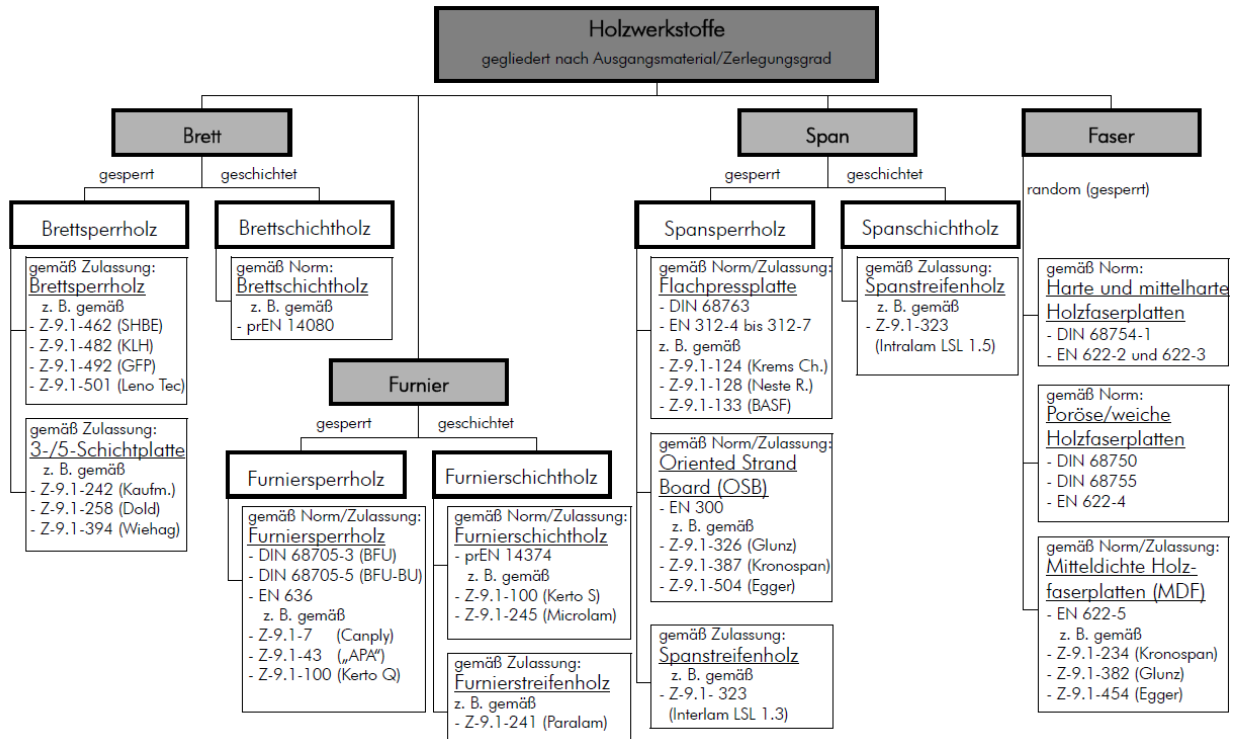 Holzwerkstoffe
gegliedert nach Ausgangsmaterial/Zerlegungsgrad
Brett
gesperrt
geschichtet
Brettsperrholz
gemäß Zulassung:
Brettsperrholz
z. B. gemäß
- Z-9.1-462 (SHBE)
- Z-9.1-482 (KLH)
- Z-9.1-492 (GFP)
- Z-9.1-501 (Leno Tec)
gemäß Zulassung:
3-/5-Schichtplatte
z. B. gemäß
- Z-9.1-242 (Kaufm.)
- Z-9.1-258 (Dold)
- Z-9.1-394 (Wiehag)
Brettschichtholz
gemäß Norm:
Brettschichtholz
z. B. gemäß
- prEN 14080
Furnier
gesperrt
geschichtet
Furniersperrholz
gemäß Norm/Zulassung:
Furniersperrholz
- DIN 68705-3 (BFU)
- DIN 68705-5 (BFU-BU)
- EN 636
z. B. gemäß
- Z-9.1-7 (Canply)
- Z-9.1-43 („APA“)
- Z-9.1-100 (Kerto Q)
Furnierschichtholz
gemäß Norm/Zulassung:
Furnierschichtholz
- prEN 14374
z. B. gemäß
- Z-9.1-100 (Kerto S)
- Z-9.1-245 (Microlam)
gemäß Zulassung:
Furnierstreifenholz
z. B. gemäß
- Z-9.1-241 (Paralam)
Span
gesperrt
geschichtet
Spansperrholz
gemäß Norm/Zulassung:
Flachpressplatte
- DIN 68763
- EN 312-4 bis 312-7
z. B. gemäß
- Z-9.1-124 (Krems Ch.)
- Z-9.1-128 (Neste R.)
- Z-9.1-133 (BASF)
gemäß Norm/Zulassung:
Oriented Strand
Board (OSB)
- EN 300
z. B. gemäß
- Z-9.1-326 (Glunz)
- Z-9.1-387 (Kronospan)
- Z-9.1-504 (Egger)
gemäß Zulassung:
Spanstreifenholz
z. B. gemäß
- Z-9.1- 323
(Interlam LSL 1.3)
Spanschichtholz
gemäß Zulassung:
Spanstreifenholz
z. B. gemäß
- Z-9.1-323
(Intralam LSL 1.5)
Faser
random (gesperrt)
gemäß Norm:
Harte und mittelharte
Holzfaserplatten
- DIN 68754-1
- EN 622-2 und 622-3
gemäß Norm:
Poröse/weiche
Holzfaserplatten
- DIN 68750
- DIN 68755
- EN 622-4
gemäß Norm/Zulassung:
Mitteldichte Holz-
faserplatten (MDF)
- EN 622-5
z. B. gemäß
- Z-9.1-234 (Kronospan)
- Z-9.1-382 (Glunz)
- Z-9.1-454 (Egger)